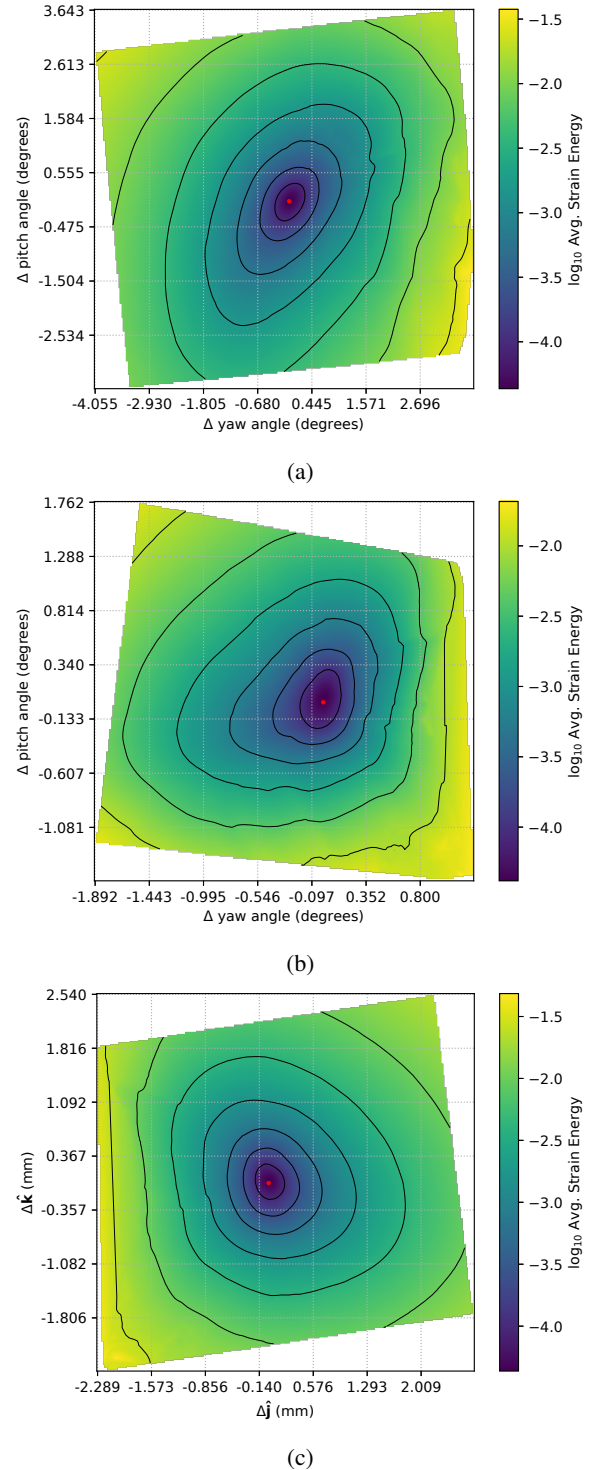 3.643
2.613
1.584
0.555
-0.475
-1.504
-2.534
Δ pitch angle (degrees)
-4.055 -2.930 -1.805 -0.680 0.445 1.571 2.696
Δ yaw angle (degrees)
−1.5
−2.0
−2.5
−3.0
−3.5
−4.0
log₁₀ Avg. Strain Energy
(a)
1.762
1.288
0.814
0.340
-0.133
-0.607
-1.081
Δ pitch angle (degrees)
-1.892 -1.443 -0.995 -0.546 -0.097 0.352 0.800
Δ yaw angle (degrees)
−2.0
−2.5
−3.0
−3.5
−4.0
log₁₀ Avg. Strain Energy
(b)
2.540
1.816
1.092
0.367
-0.357
-1.082
-1.806
Δk̂ (mm)
-2.289 -1.573 -0.856 -0.140 0.576 1.293 2.009
Δĵ (mm)
−1.5
−2.0
−2.5
−3.0
−3.5
−4.0
log₁₀ Avg. Strain Energy
(c)